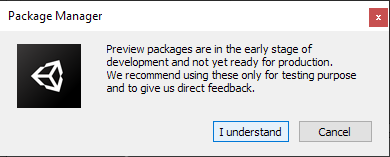 Package Manager
x
Preview packages are in the early stage of
development and not yet ready for production.
We recommend using these only for testing purpose
and to give us direct feedback.
I understand
Cancel